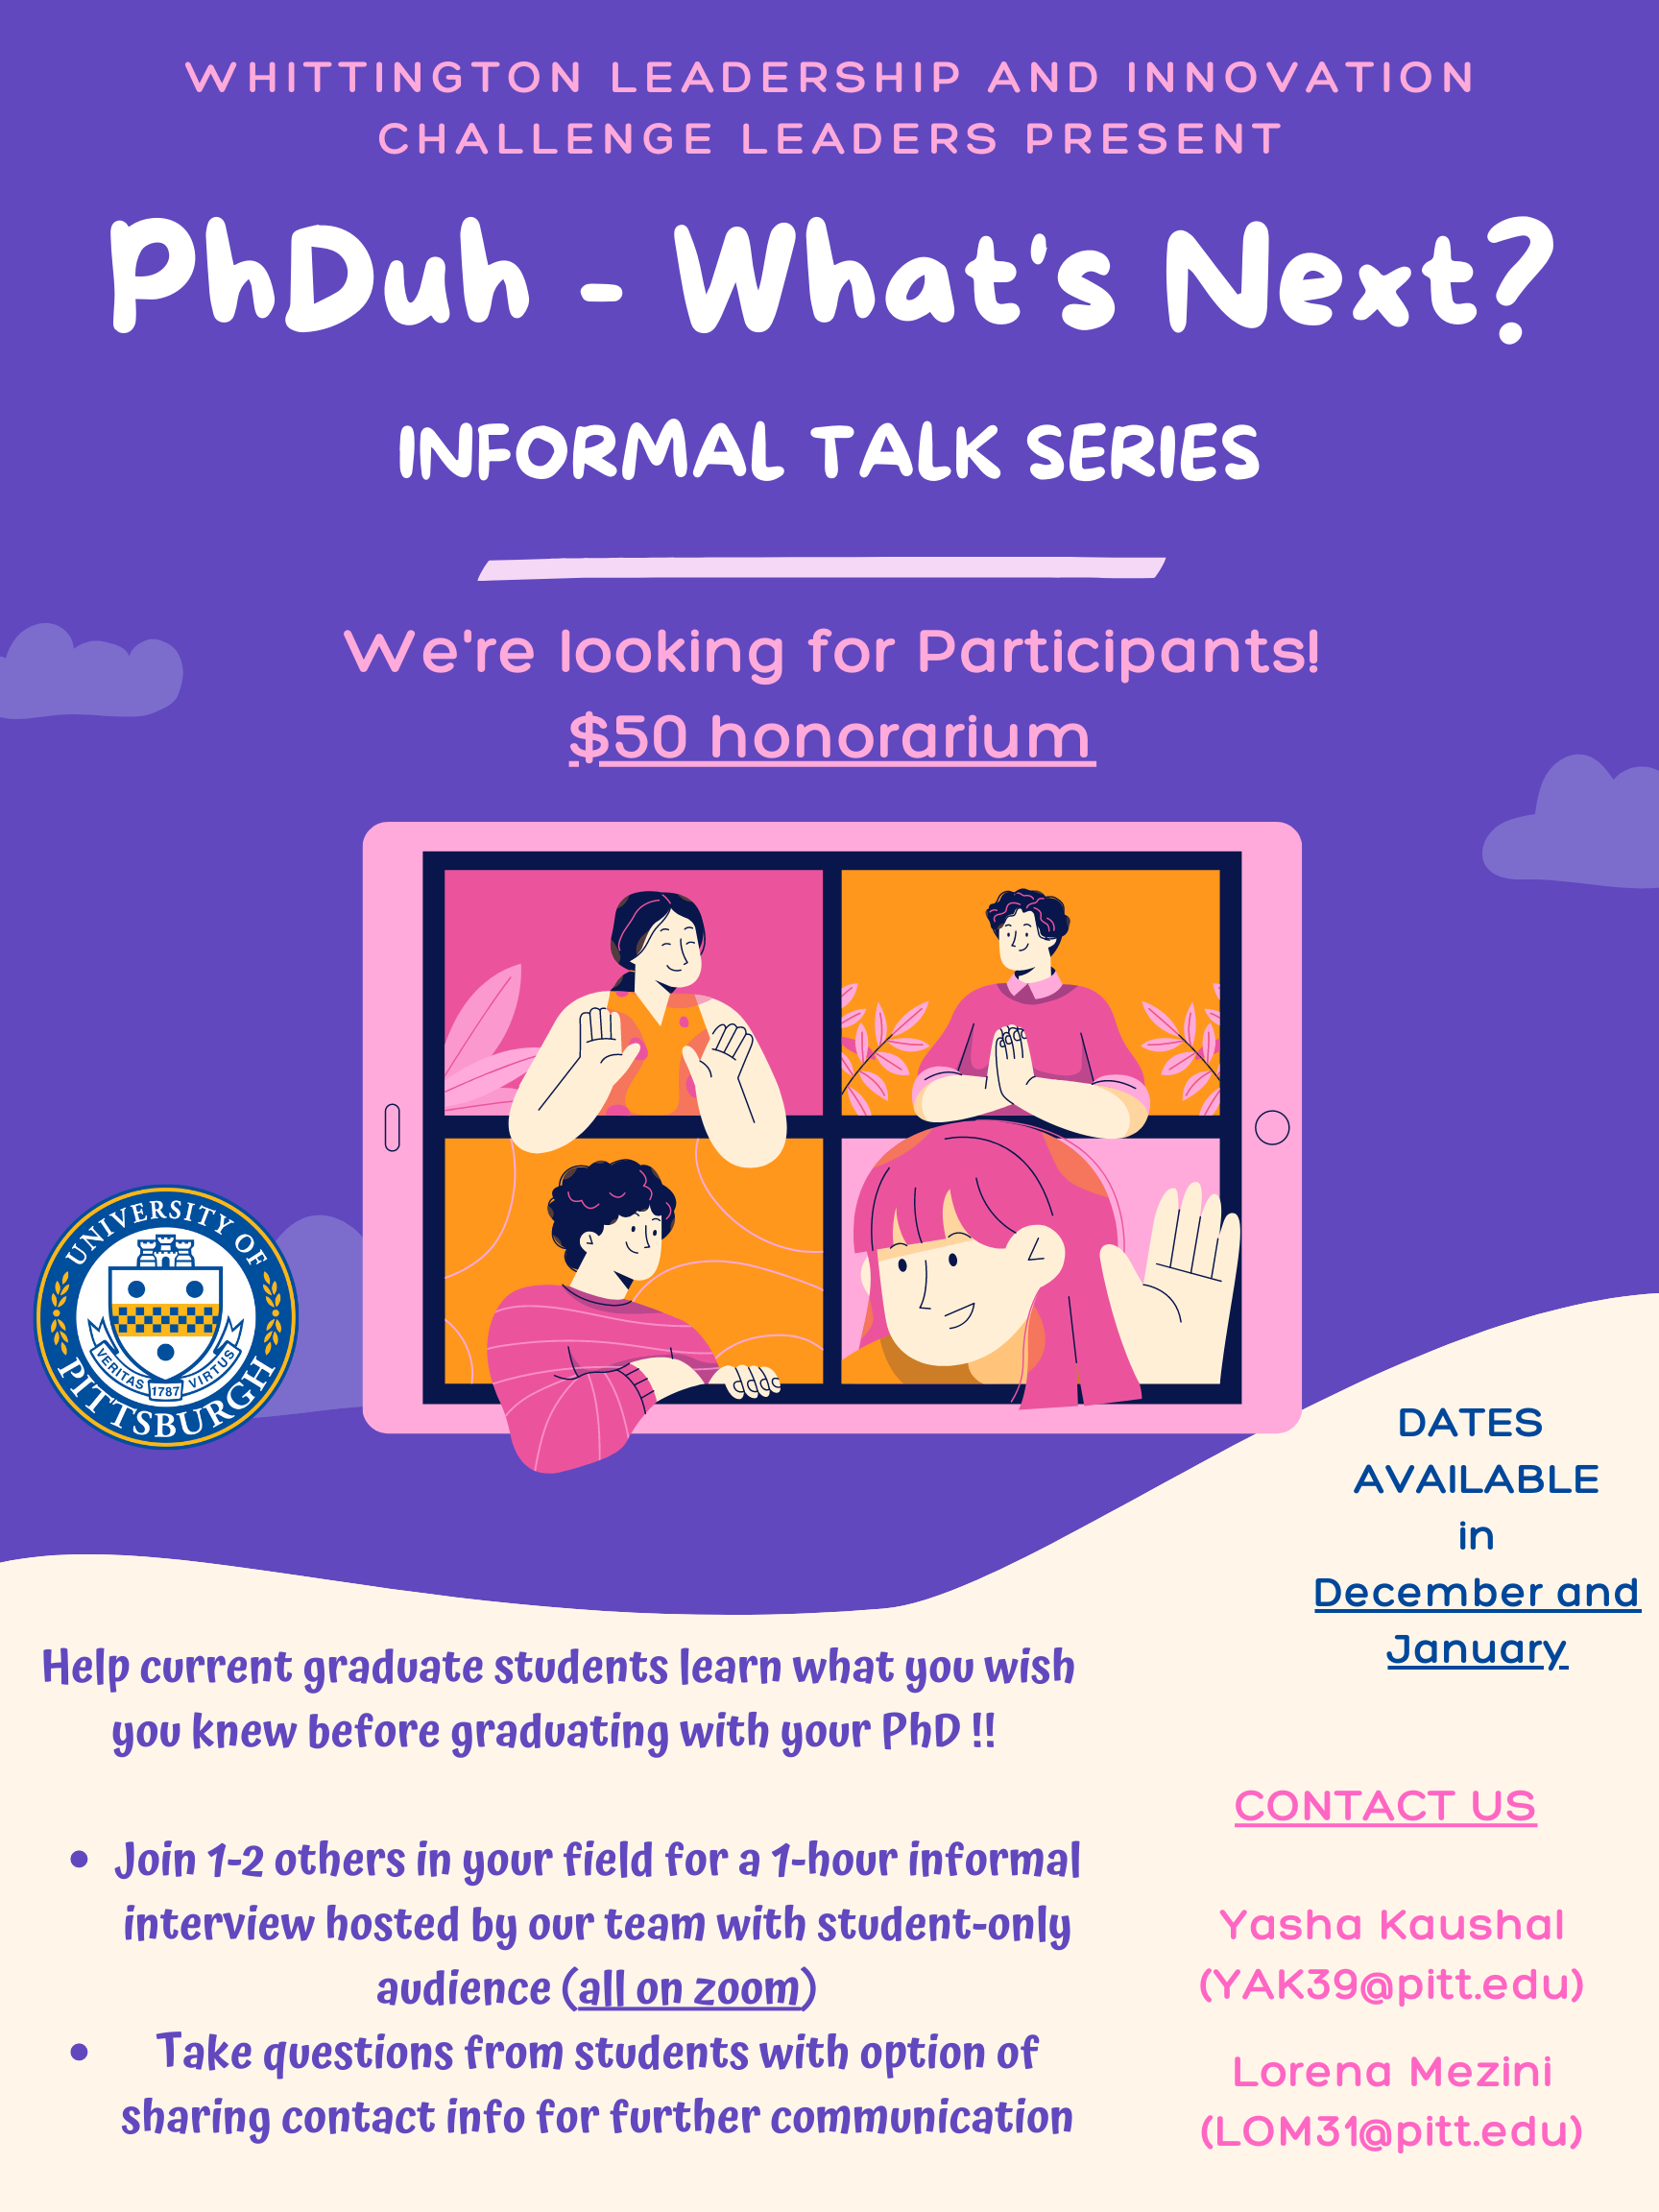 WHITTINGTON LEADERSHIP AND INNOVATION
CHALLENGE LEADERS PRESENT
PhDuh - What's Next?
INFORMAL TALK SERIES
We're looking for Participants!
$50 honorarium
UNIVERSITY OF
PITTSBURGH
VERITAS
1787
VIRTUS
DATES
AVAILABLE
in
December and
January
Help current graduate students learn what you wish
you knew before graduating with your PhD !!
• Join 1-2 others in your field for a 1-hour informal
interview hosted by our team with student-only
audience (all on zoom)
• Take questions from students with option of
sharing contact info for further communication
CONTACT US
Yasha Kaushal
(YAK39@pitt.edu)
Lorena Mezini
(LOM31@pitt.edu)